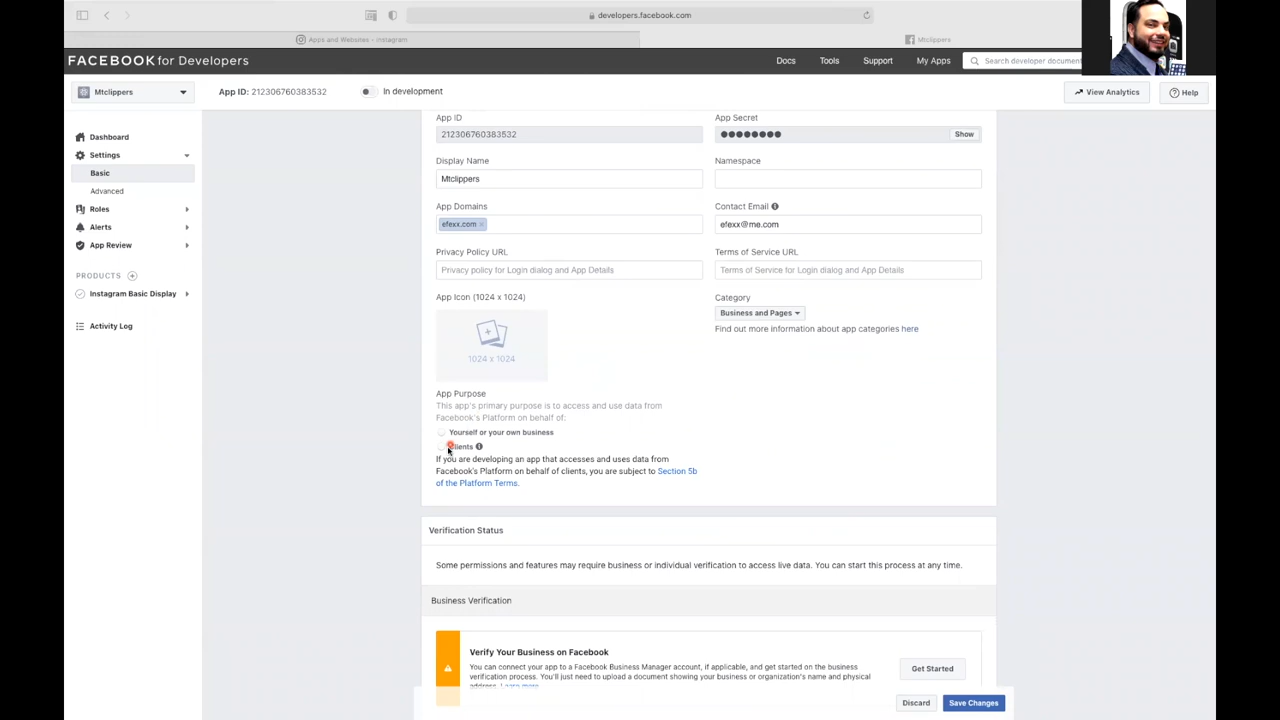 developers.facebook.com
Apps and Websites • Instagram
Mtclippers
FACEBOOK for Developers
Docs
Tools
Support
My Apps
Search developer document
Mtclippers
App ID: 212306760383532
In development
View Analytics
Help
Dashboard
Settings
Basic
Advanced
Roles
Alerts
App Review
PRODUCTS
Instagram Basic Display
Activity Log
App ID
212306760383532
App Secret
●●●●●●●●
Show
Display Name
Mtclippers
Namespace
App Domains
efexx.com ×
Contact Email
efexx@me.com
Privacy Policy URL
Privacy policy for Login dialog and App Details
Terms of Service URL
Terms of Service for Login dialog and App Details
App Icon (1024 x 1024)
1024 x 1024
Category
Business and Pages
Find out more information about app categories here
App Purpose
This app's primary purpose is to access and use data from
Facebook's Platform on behalf of:
Yourself or your own business
Clients
If you are developing an app that accesses and uses data from
Facebook's Platform on behalf of clients, you are subject to Section 5b
of the Platform Terms.
Verification Status
Some permissions and features may require business or individual verification to access live data. You can start this process at any time.
Business Verification
Verify Your Business on Facebook
You can connect your app to a Facebook Business Manager account, if applicable, and get started on the business
verification process. You'll just need to upload a document showing your business or organization's name and physical
address. Learn more
Get Started
Discard
Save Changes